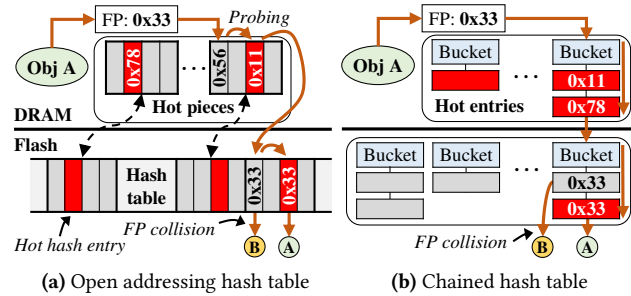 FP: 0x33
Probing
Obj A
0x78
...
0x56
0x11
Hot pieces
DRAM
Flash
Hash
table
0x33
0x33
Hot hash entry
FP collision
B
A
(a) Open addressing hash table
FP: 0x33
Obj A
Bucket
...
Bucket
0x11
Hot entries
0x78
Bucket
Bucket
...
Bucket
0x33
0x33
FP collision
B
A
(b) Chained hash table